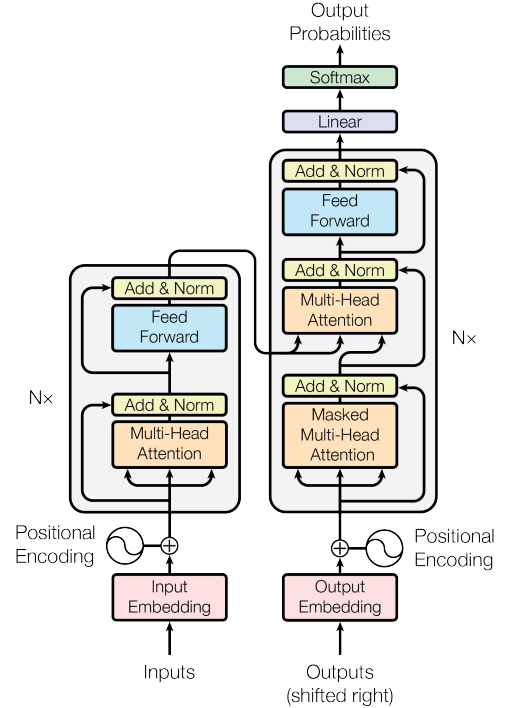 Output
Probabilities
Softmax
Linear
Add & Norm
Feed
Forward
Add & Norm
Multi-Head
Attention
N×
Add & Norm
Masked
Multi-Head
Attention
Add & Norm
Feed
Forward
N×
Add & Norm
Multi-Head
Attention
Positional
Encoding
Positional
Encoding
Input
Embedding
Output
Embedding
Inputs
Outputs
(shifted right)